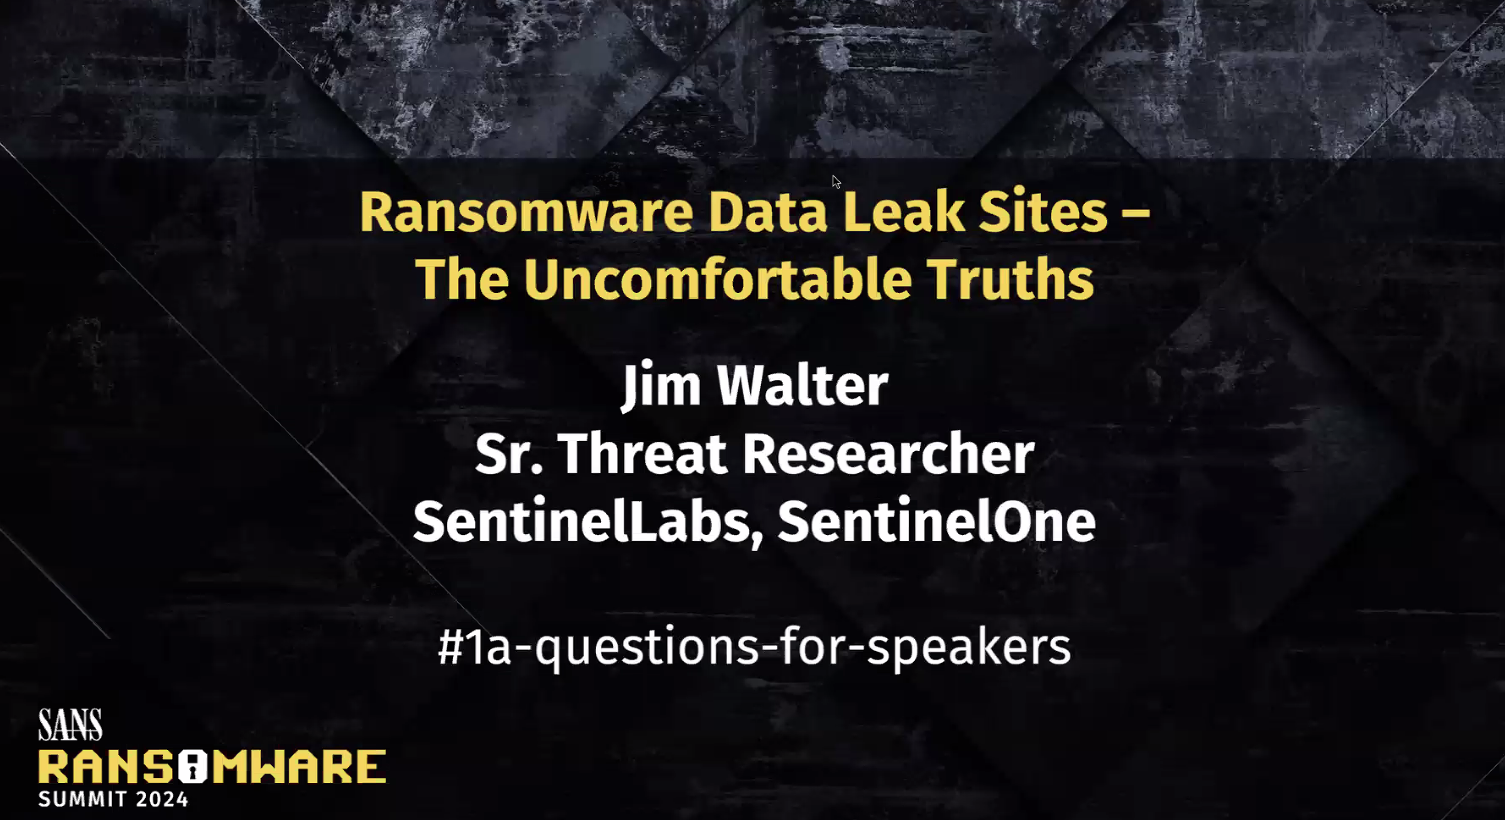 Ransomware Data Leak Sites –
The Uncomfortable Truths
Jim Walter
Sr. Threat Researcher
SentinelLabs, SentinelOne
#1a-questions-for-speakers
SANS
RANSOMWARE
SUMMIT 2024